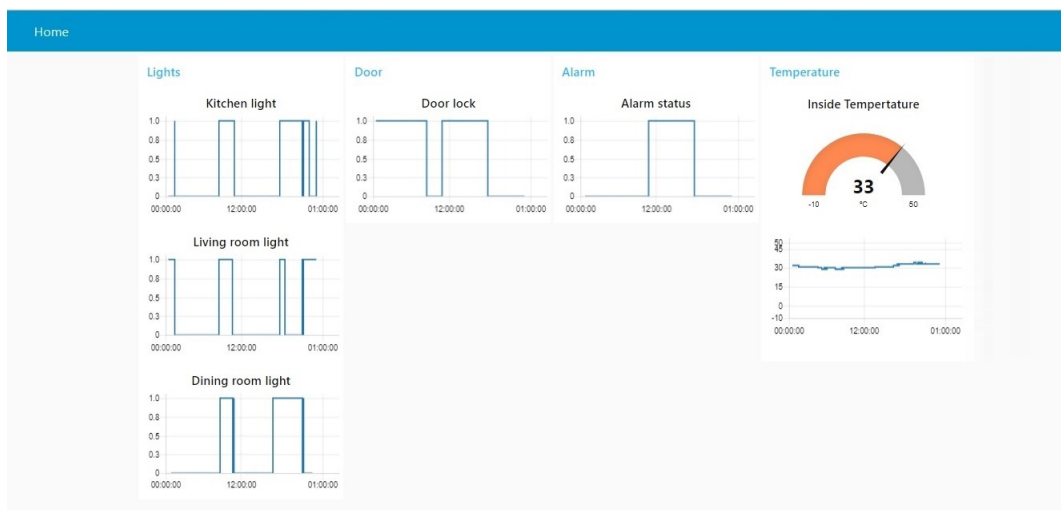 Home
Lights
Kitchen light
1.0
0.8
0.5
0.3
0
00:00:00 12:00:00 01:00:00
Living room light
1.0
0.8
0.5
0.3
0
00:00:00 12:00:00 01:00:00
Dining room light
1.0
0.8
0.5
0.3
0
00:00:00 12:00:00 01:00:00
Door
Door lock
1.0
0.8
0.5
0.3
0
00:00:00 12:00:00 01:00:00
Alarm
Alarm status
1.0
0.8
0.5
0.3
0
00:00:00 12:00:00 01:00:00
Temperature
Inside Tempertature
33
-10 °C 50
50
45
30
15
0
-10
00:00:00 12:00:00 01:00:00